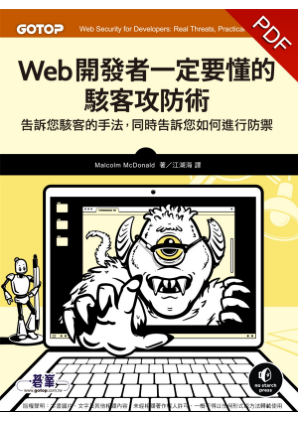 GOTOP
Web Security for Developers: Real Threats, Practical
PDF
Web開發者一定要懂的
駭客攻防術
告訴您駭客的手法，同時告訴您如何進行防禦
Malcolm McDonald 著／江湖海 譯
碁峰
www.gotop.com.tw
no starch
press